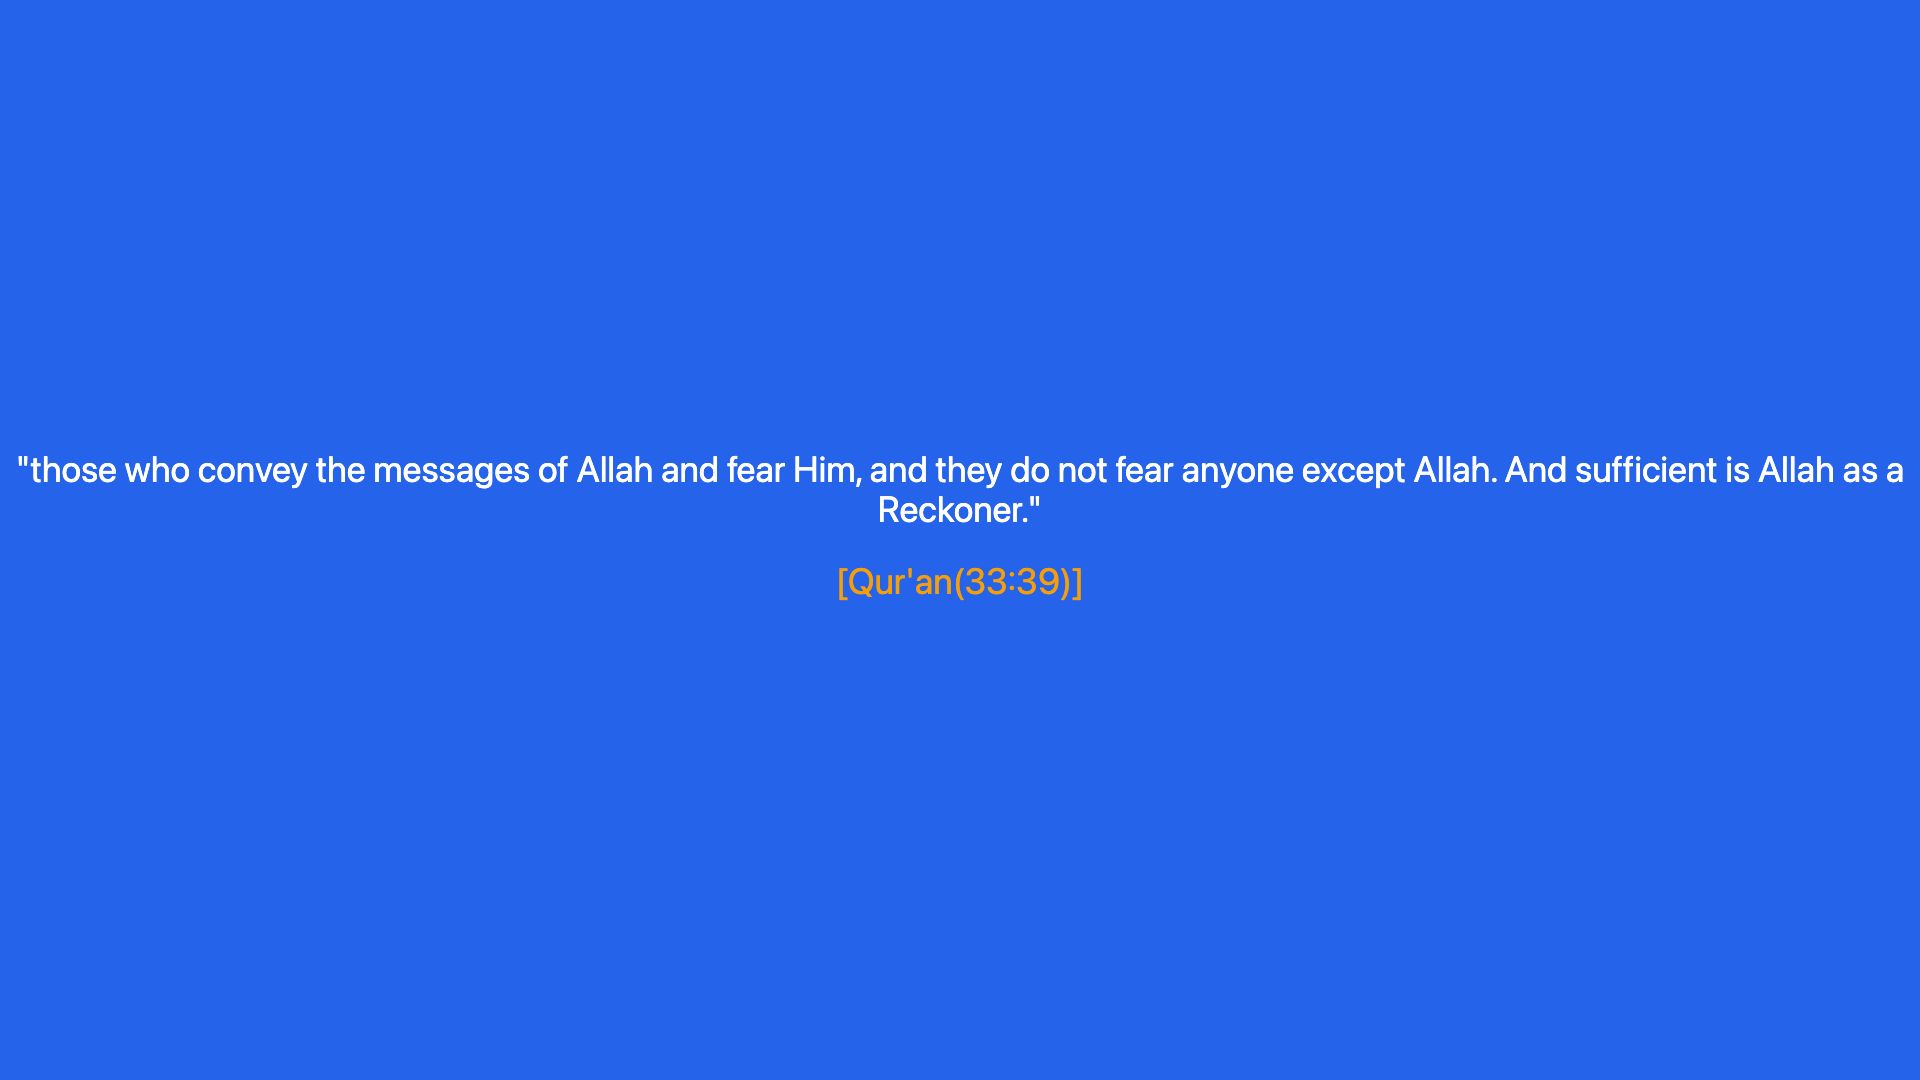 "those who convey the messages of Allah and fear Him, and they do not fear anyone except Allah. And sufficient is Allah as a
Reckoner."
[Qur'an(33:39)]